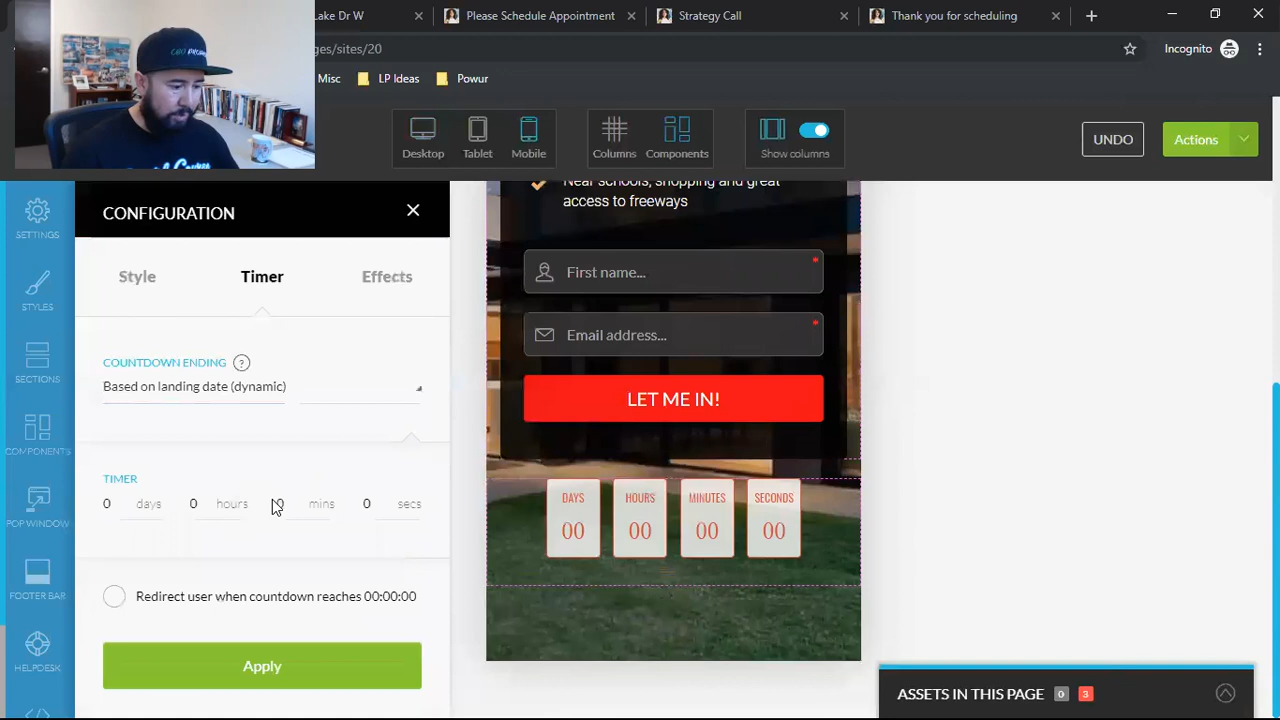 Lake Dr W
Please Schedule Appointment
Strategy Call
Thank you for scheduling
ges/sites/20
Incognito
Misc
LP Ideas
Powur
Desktop
Tablet
Mobile
Columns
Components
Show columns
UNDO
Actions
SETTINGS
STYLES
SECTIONS
COMPONENTS
POP WINDOW
FOOTER BAR
HELPDESK
CONFIGURATION
Style
Timer
Effects
COUNTDOWN ENDING ?
Based on landing date (dynamic)
TIMER
0 days 0 hours 0 mins 0 secs
Redirect user when countdown reaches 00:00:00
Apply
Near schools, shopping and great
access to freeways
First name... *
Email address... *
LET ME IN!
DAYS HOURS MINUTES SECONDS
00 00 00 00
ASSETS IN THIS PAGE 0 3